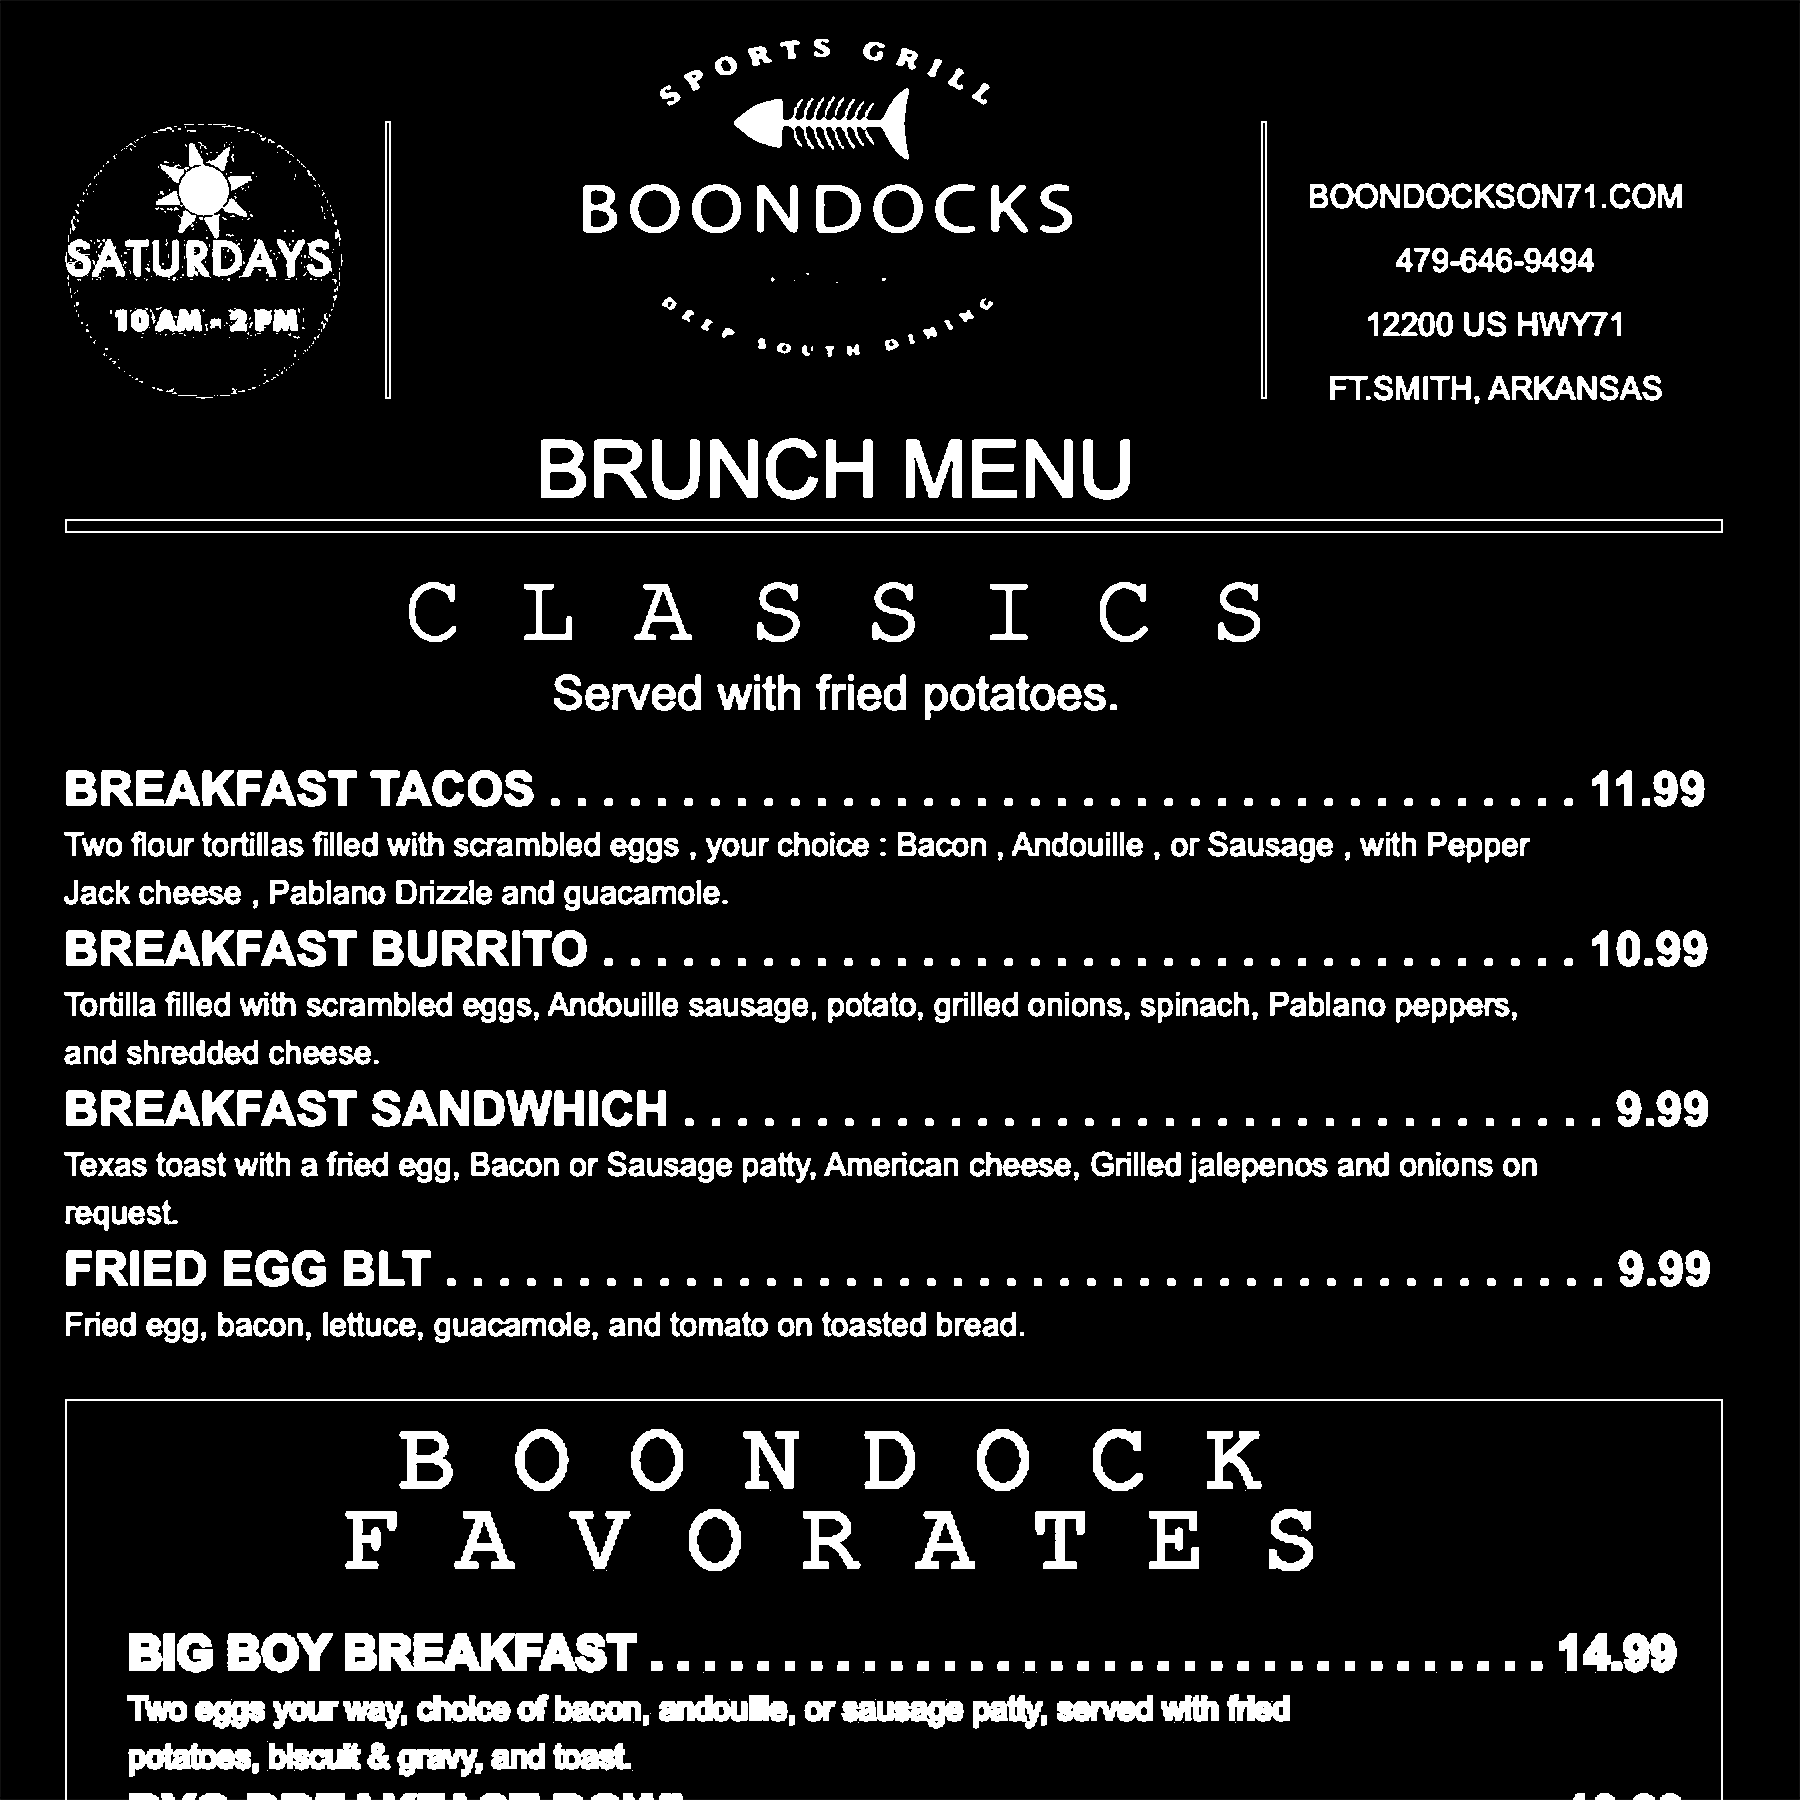 SPORTS GRILL
BOONDOCKS
DEEP SOUTH DINING
SATURDAYS
10 AM - 2 PM
BOONDOCKSON71.COM
479-646-9494
12200 US HWY71
FT.SMITH, ARKANSAS
BRUNCH MENU
CLASSICS
Served with fried potatoes.
BREAKFAST TACOS . . . . . . . . . . . . . . . . . . . . . . . . . . . . . . . . . . . . . . . 11.99
Two flour tortillas filled with scrambled eggs , your choice : Bacon , Andouille , or Sausage , with Pepper
Jack cheese , Pablano Drizzle and guacamole.
BREAKFAST BURRITO . . . . . . . . . . . . . . . . . . . . . . . . . . . . . . . . . . . . . 10.99
Tortilla filled with scrambled eggs, Andouille sausage, potato, grilled onions, spinach, Pablano peppers,
and shredded cheese.
BREAKFAST SANDWHICH . . . . . . . . . . . . . . . . . . . . . . . . . . . . . . . . . . . 9.99
Texas toast with a fried egg, Bacon or Sausage patty, American cheese, Grilled jalepenos and onions on
request.
FRIED EGG BLT . . . . . . . . . . . . . . . . . . . . . . . . . . . . . . . . . . . . . . . . . . . . 9.99
Fried egg, bacon, lettuce, guacamole, and tomato on toasted bread.
BOONDOCK
FAVORATES
BIG BOY BREAKFAST . . . . . . . . . . . . . . . . . . . . . . . . . . . . . . . . . . 14.99
Two eggs your way, choice of bacon, andouille, or sausage patty, served with fried
potatoes, biscuit & gravy, and toast.